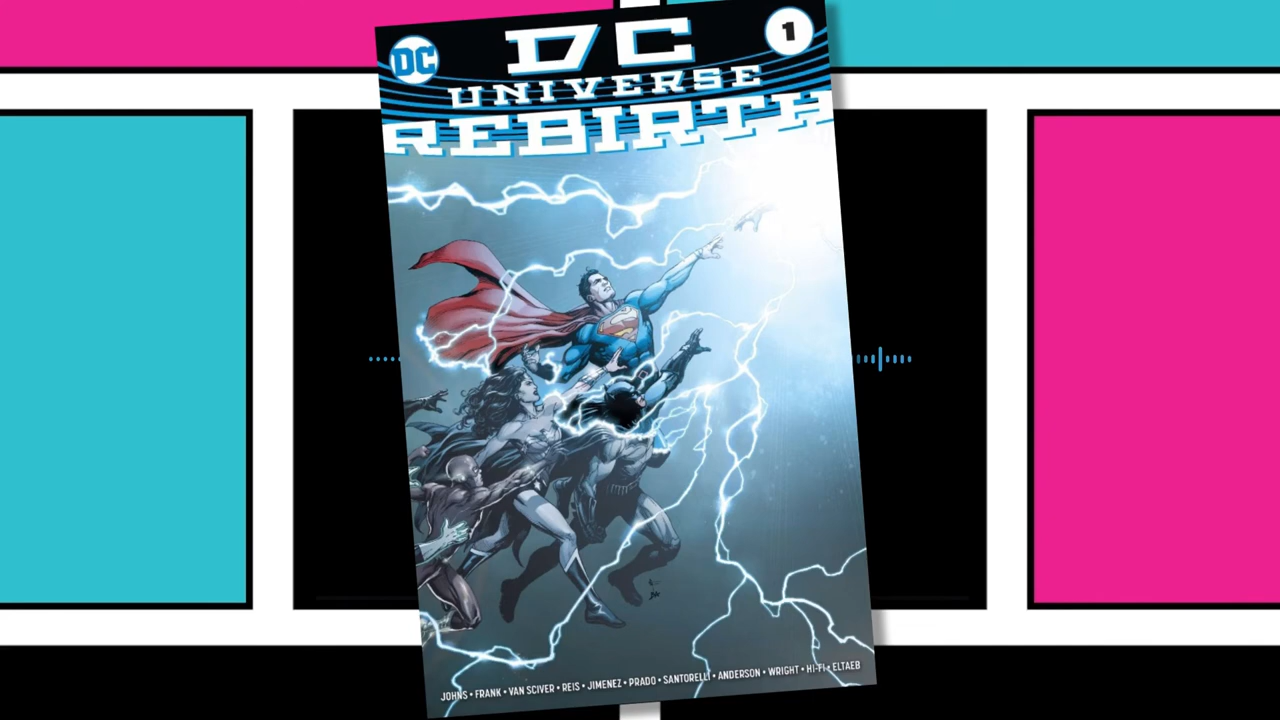 DC
1
DC
UNIVERSE
REBIRTH
JOHNS • FRANK • VAN SCIVER • REIS • JIMENEZ • PRADO • SANTORELLI • ANDERSON • WRIGHT • HI-FI • ELTAEB